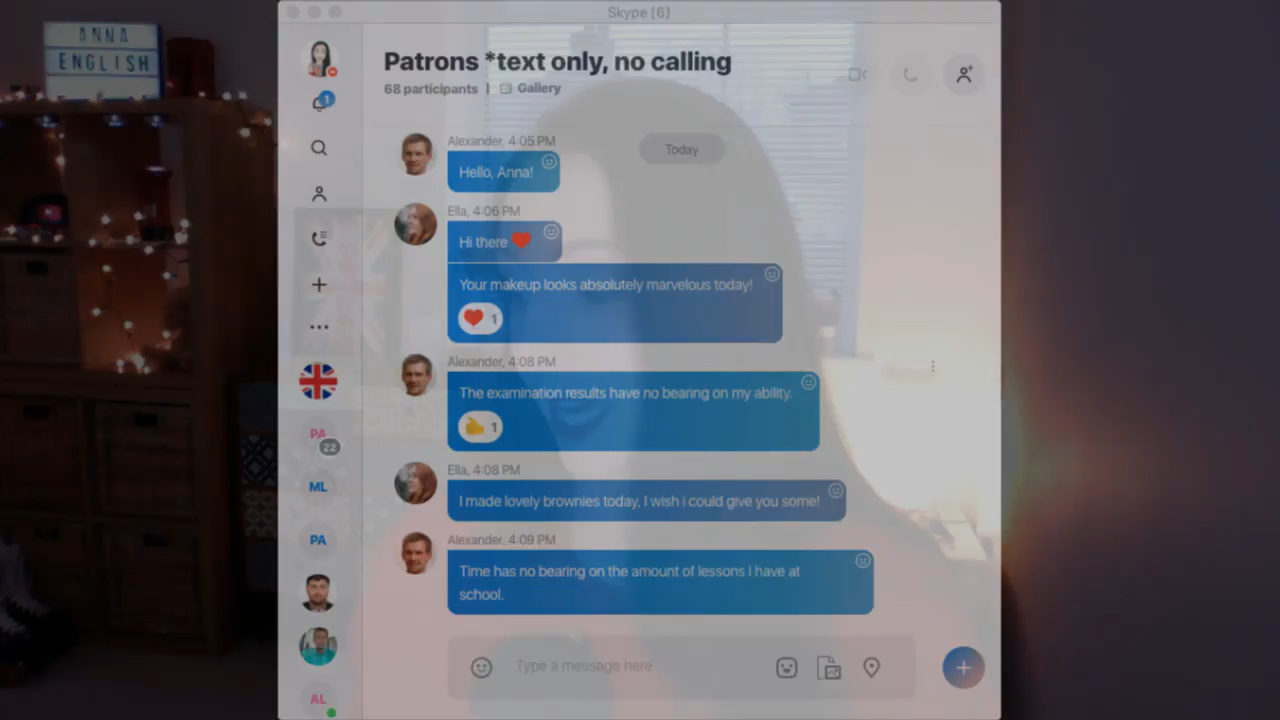 ANNA
ENGLISH
Skype [6]
Patrons *text only, no calling
68 participants | Gallery
1
Today
Alexander, 4:05 PM
Hello, Anna!
Ella, 4:06 PM
Hi there ❤️
Your makeup looks absolutely marvelous today!
❤️ 1
Alexander, 4:08 PM
The examination results have no bearing on my ability.
👍 1
Ella, 4:08 PM
I made lovely brownies today, I wish i could give you some!
Alexander, 4:09 PM
Time has no bearing on the amount of lessons I have at
school.
Type a message here
PA
22
ML
PA
AL